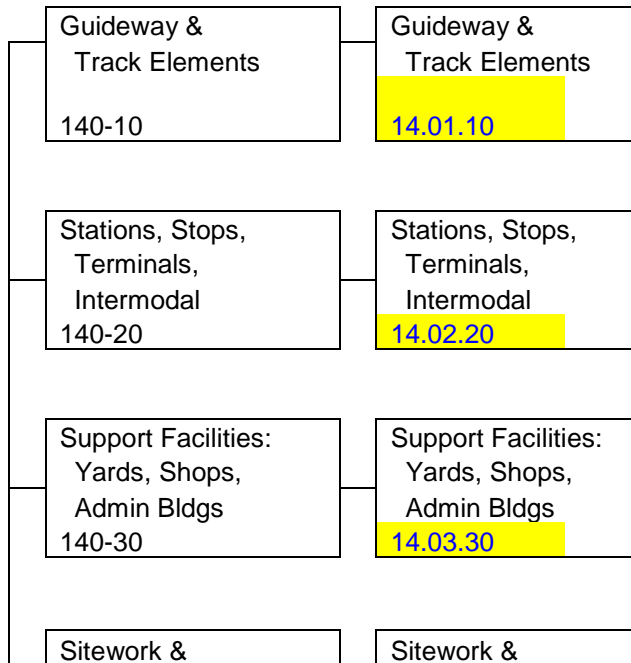 Guideway &
Track Elements
140-10
Guideway &
Track Elements
14.01.10
Stations, Stops,
Terminals,
Intermodal
140-20
Stations, Stops,
Terminals,
Intermodal
14.02.20
Support Facilities:
Yards, Shops,
Admin Bldgs
140-30
Support Facilities:
Yards, Shops,
Admin Bldgs
14.03.30
Sitework &
Sitework &